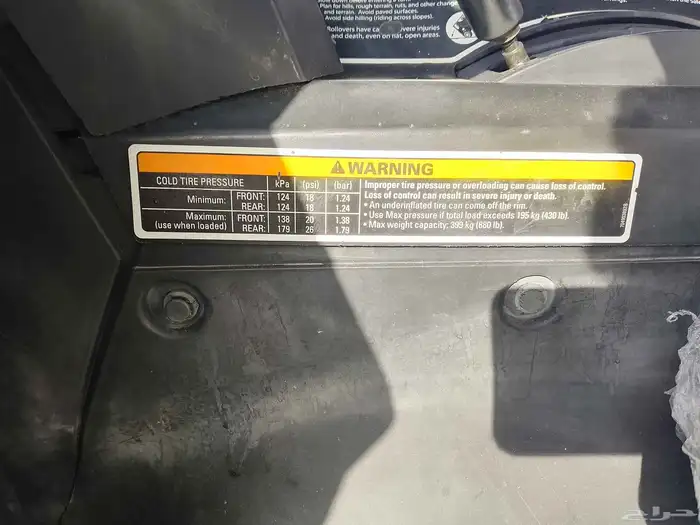 Plan for hills, rough terrain, ruts, and other change
and terrain. Avoid paved surfaces.
Avoid side hilling (riding across slopes).
Rollovers have caused severe injuries
and death, even on flat, open areas.
WARNING
COLD TIRE PRESSURE kPa (psi) (bar)
Minimum: FRONT: 124 18 1.24
REAR: 124 18 1.24
Maximum: FRONT: 138 20 1.38
(use when loaded) REAR: 179 26 1.79
Improper tire pressure or overloading can cause loss of control.
Loss of control can result in severe injury or death.
• An underinflated tire can come off the rim.
• Use Max pressure if total load exceeds 195 kg (430 lb).
• Max weight capacity: 399 kg (880 lb).
حراج